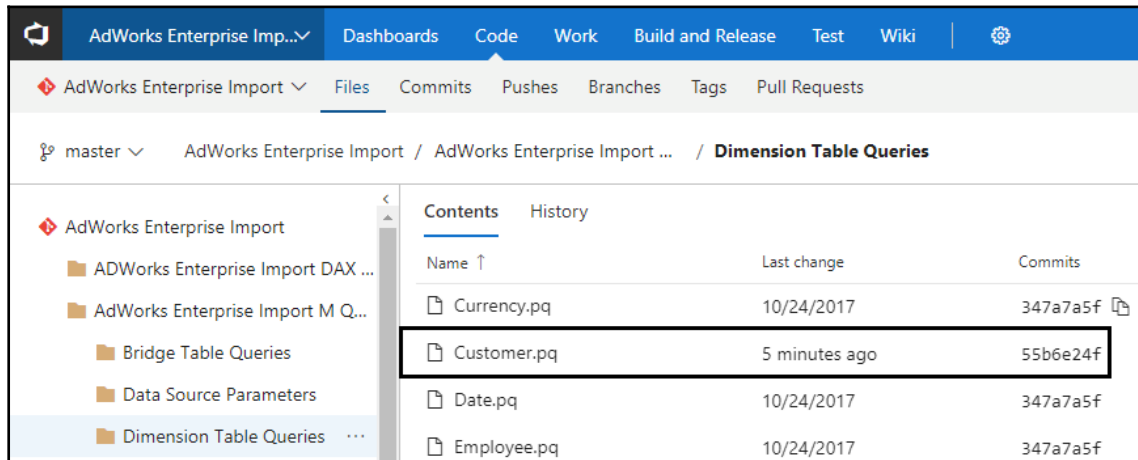 AdWorks Enterprise Imp... Dashboards Code Work Build and Release Test Wiki
AdWorks Enterprise Import Files Commits Pushes Branches Tags Pull Requests
master AdWorks Enterprise Import / AdWorks Enterprise Import ... / Dimension Table Queries
AdWorks Enterprise Import
ADWorks Enterprise Import DAX ...
AdWorks Enterprise Import M Q...
Bridge Table Queries
Data Source Parameters
Dimension Table Queries ...
Contents History
Name ↑ Last change Commits
Currency.pq 10/24/2017 347a7a5f
Customer.pq 5 minutes ago 55b6e24f
Date.pq 10/24/2017 347a7a5f
Employee.pq 10/24/2017 347a7a5f